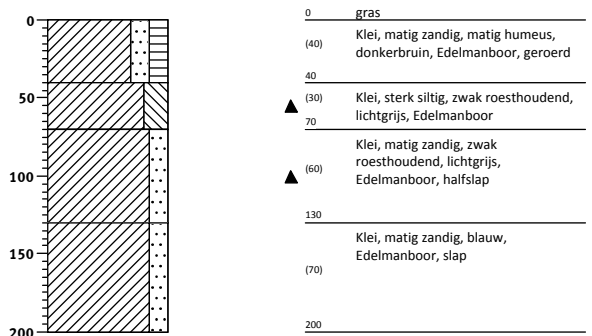 0
50
100
150
200
0 gras
(40) Klei, matig zandig, matig humeus,
donkerbruin, Edelmanboor, geroerd
40
(30) Klei, sterk siltig, zwak roesthoudend,
lichtgrijs, Edelmanboor
70
Klei, matig zandig, zwak
(60) roesthoudend, lichtgrijs,
Edelmanboor, halfslap
130
Klei, matig zandig, blauw,
Edelmanboor, slap
(70)
200